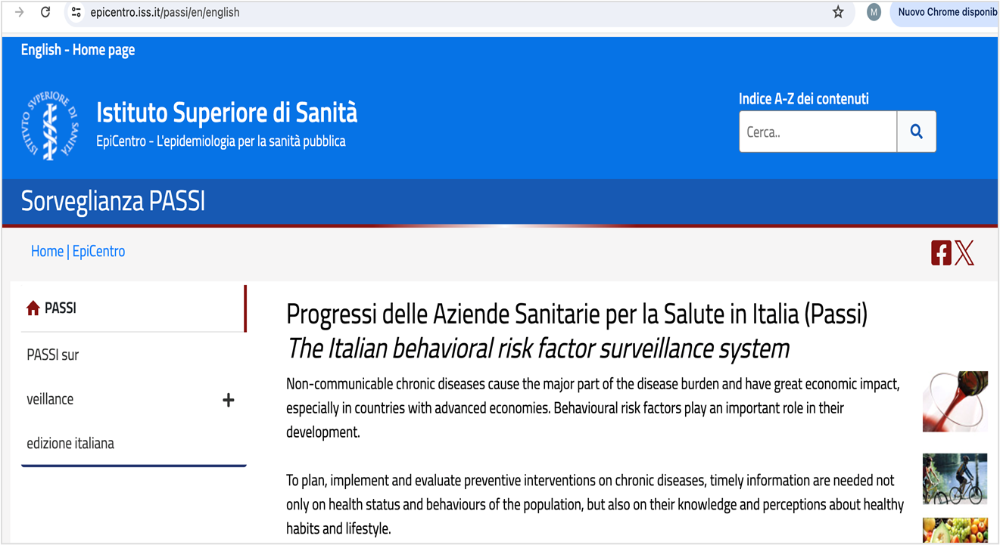 epicentro.iss.it/passi/en/english
M
Nuovo Chrome disponib
English - Home page
ISTITVTO SVPERIORE DI SANITÀ
Istituto Superiore di Sanità
EpiCentro - L'epidemiologia per la sanità pubblica
Indice A-Z dei contenuti
Cerca..
Sorveglianza PASSI
Home | EpiCentro
PASSI
PASSI sur
veillance
edizione italiana
Progressi delle Aziende Sanitarie per la Salute in Italia (Passi)
The Italian behavioral risk factor surveillance system
Non-communicable chronic diseases cause the major part of the disease burden and have great economic impact,
especially in countries with advanced economies. Behavioural risk factors play an important role in their
development.
To plan, implement and evaluate preventive interventions on chronic diseases, timely information are needed not
only on health status and behaviours of the population, but also on their knowledge and perceptions about healthy
habits and lifestyle.